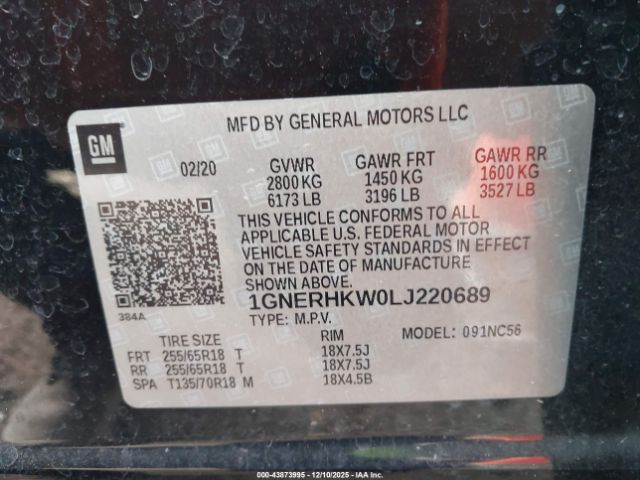 MFD BY GENERAL MOTORS LLC
GM
02/20 GVWR GAWR FRT GAWR RR
2800 KG 1450 KG 1600 KG
6173 LB 3196 LB 3527 LB
THIS VEHICLE CONFORMS TO ALL
APPLICABLE U.S. FEDERAL MOTOR
VEHICLE SAFETY STANDARDS IN EFFECT
ON THE DATE OF MANUFACTURE
SHOWN ABOVE.
1GNERHKW0LJ220689
384A
TYPE: M.P.V. MODEL: 091NC56
TIRE SIZE RIM
FRT 255/65R18 T 18X7.5J
RR 255/65R18 T 18X7.5J
SPA T135/70R18 M 18X4.5B
202 - 43873995 - 12/10/2025 - IAA Inc.